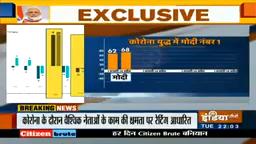 EXCLUSIVE
कोरोना युद्ध में मोदी नंबर 1
62 68
मोदी
BREAKING NEWS
कोरोना के दौरान वैश्विक नेताओं के काम की क्षमता पर रेटिंग आधारित
इंडिया टीवी
Citizen brute
हर दिन Citizen Brute बनियान
TUE 22:03